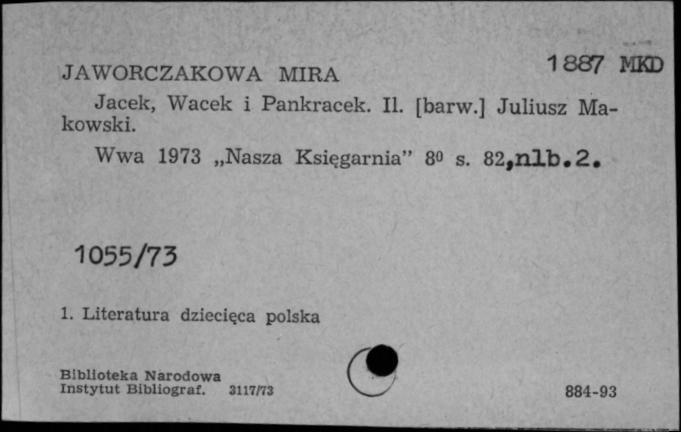 1887 MKD
JAWORCZAKOWA MIRA
Jacek, Wacek i Pankracek. Il. [barw.] Juliusz Ma-
kowski.
Wwa 1973 „Nasza Księgarnia” 8º s. 82,nlb.2.
1055/73
1. Literatura dziecięca polska
Biblioteka Narodowa
Instytut Bibliograf. 3117/73
884-93